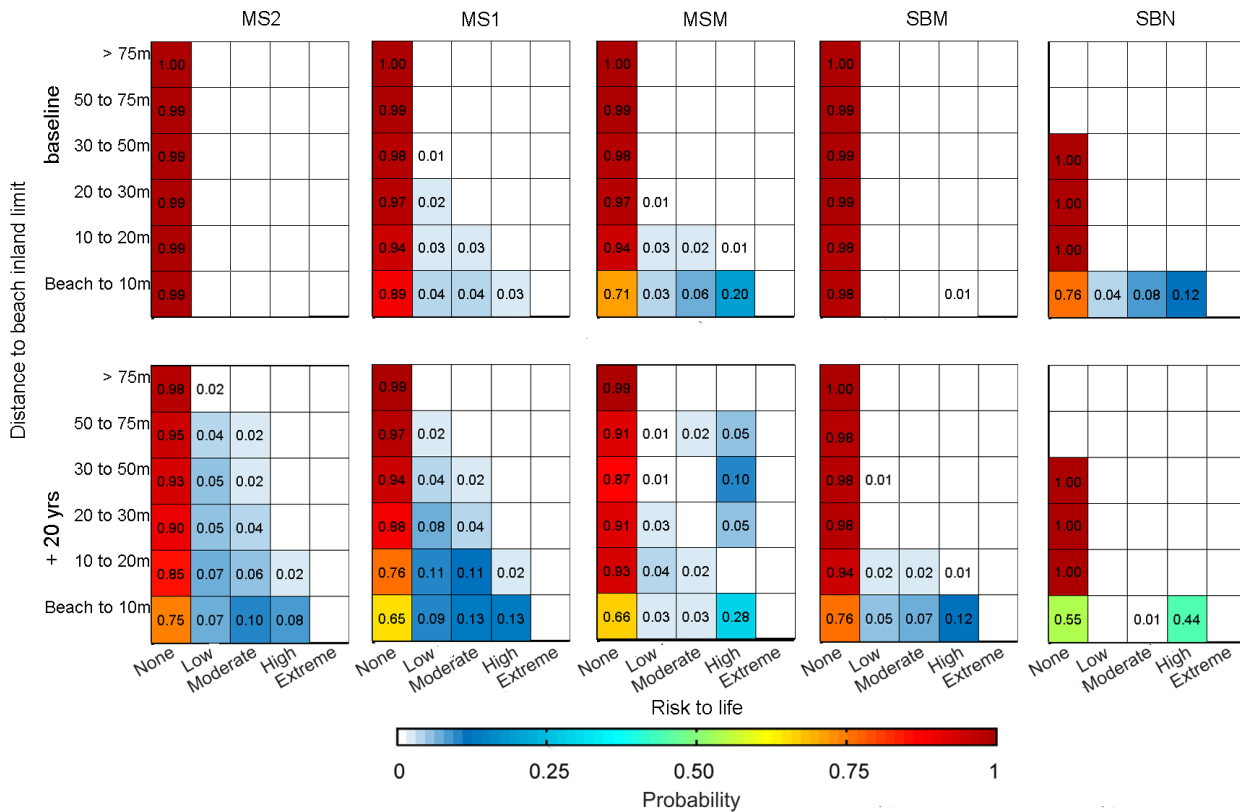 MS2 MS1 MSM SBM SBN
Distance to beach inland limit
baseline
> 75m 1.00 1.00 1.00 1.00
50 to 75m 0.99 0.99 0.99 0.99
30 to 50m 0.99 0.98 0.01 0.98 0.99 1.00
20 to 30m 0.99 0.97 0.02 0.97 0.01 0.99 1.00
10 to 20m 0.99 0.94 0.03 0.03 0.94 0.03 0.02 0.01 0.98 1.00
Beach to 10m 0.99 0.89 0.04 0.04 0.03 0.71 0.03 0.06 0.20 0.98 0.01 0.76 0.04 0.08 0.12
+ 20 yrs
> 75m 0.98 0.02 0.99 0.99 1.00
50 to 75m 0.95 0.04 0.02 0.97 0.02 0.91 0.01 0.02 0.05 0.98
30 to 50m 0.93 0.05 0.02 0.94 0.04 0.02 0.87 0.01 0.10 0.98 0.01 1.00
20 to 30m 0.90 0.05 0.04 0.88 0.08 0.04 0.91 0.03 0.05 0.98 1.00
10 to 20m 0.85 0.07 0.06 0.02 0.76 0.11 0.11 0.02 0.93 0.04 0.02 0.94 0.02 0.02 0.01 1.00
Beach to 10m 0.75 0.07 0.10 0.08 0.65 0.09 0.13 0.13 0.66 0.03 0.03 0.28 0.76 0.05 0.07 0.12 0.55 0.01 0.44
None Low Moderate High Extreme None Low Moderate High Extreme None Low Moderate High Extreme None Low Moderate High Extreme None Low Moderate High Extreme
Risk to life
0 0.25 0.50 0.75 1
Probability